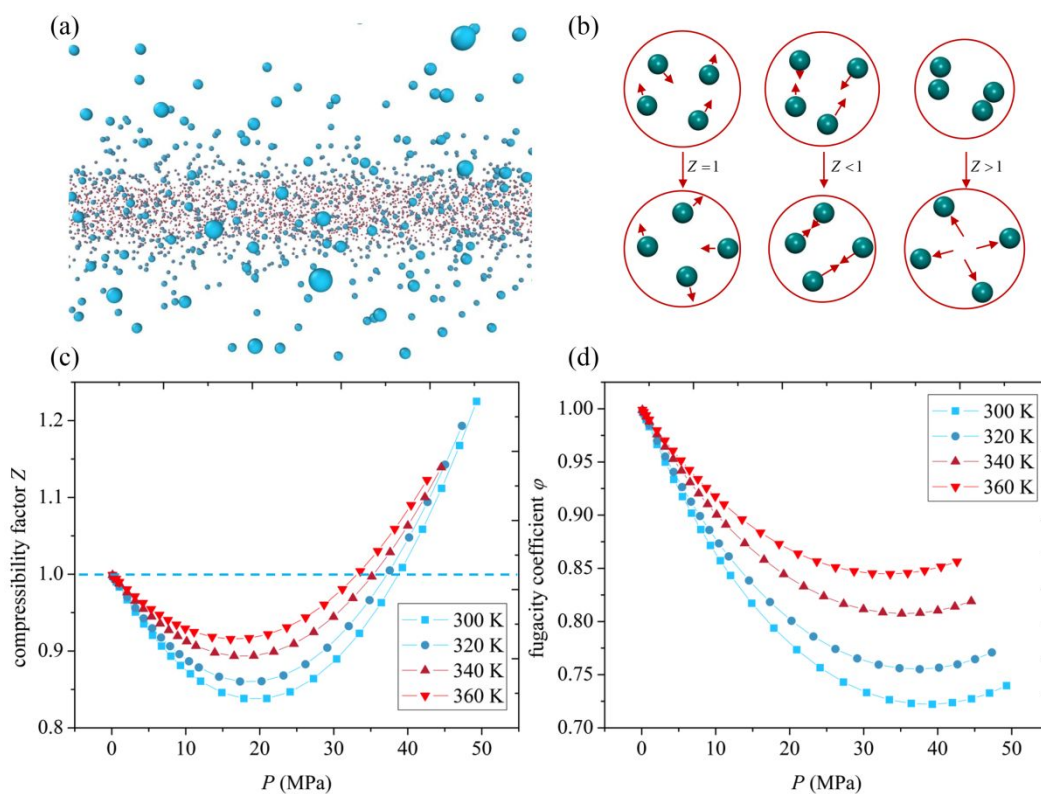 (a)
(b)
Z = 1
Z < 1
Z > 1
(c)
compressibility factor Z
1.2
1.1
1.0
0.9
0.8
300 K
320 K
340 K
360 K
0 10 20 30 40 50
P (MPa)
(d)
fugacity coefficient φ
1.00
0.95
0.90
0.85
0.80
0.75
0.70
300 K
320 K
340 K
360 K
0 10 20 30 40 50
P (MPa)